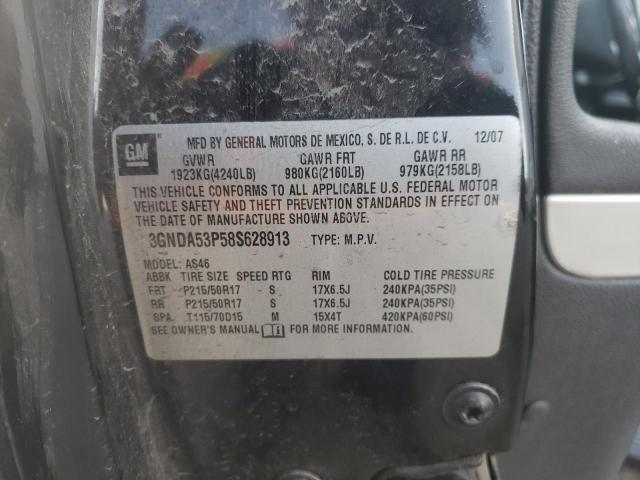 GM
MFD BY GENERAL MOTORS DE MEXICO, S. DE R.L. DE C.V. 12/07
GVWR GAWR FRT GAWR RR
1923KG(4240LB) 980KG(2160LB) 979KG(2158LB)
THIS VEHICLE CONFORMS TO ALL APPLICABLE U.S. FEDERAL MOTOR
VEHICLE SAFETY AND THEFT PREVENTION STANDARDS IN EFFECT ON THE
DATE OF MANUFACTURE SHOWN ABOVE.
3GNDA53P58S628913 TYPE: M.P.V.
MODEL: AS46
ABBK TIRE SIZE SPEED RTG RIM COLD TIRE PRESSURE
FRT P215/50R17 S 17X6.5J 240KPA(35PSI)
RR P215/50R17 S 17X6.5J 240KPA(35PSI)
SPA T115/70D15 M 15X4T 420KPA(60PSI)
SEE OWNER'S MANUAL FOR MORE INFORMATION